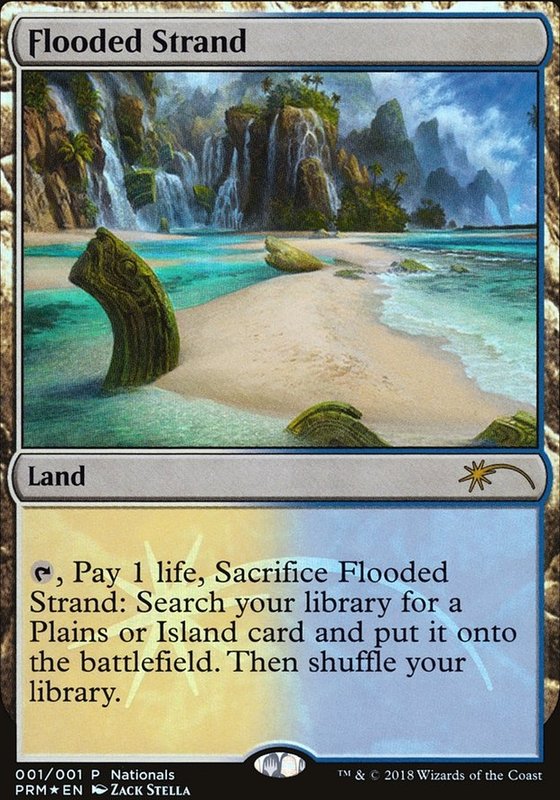 Flooded Strand
Land
, Pay 1 life, Sacrifice Flooded
Strand: Search your library for a
Plains or Island card and put it onto
the battlefield. Then shuffle your
library.
001/001 P Nationals
PRM★EN ZACK STELLA
™ & © 2018 Wizards of the Coast